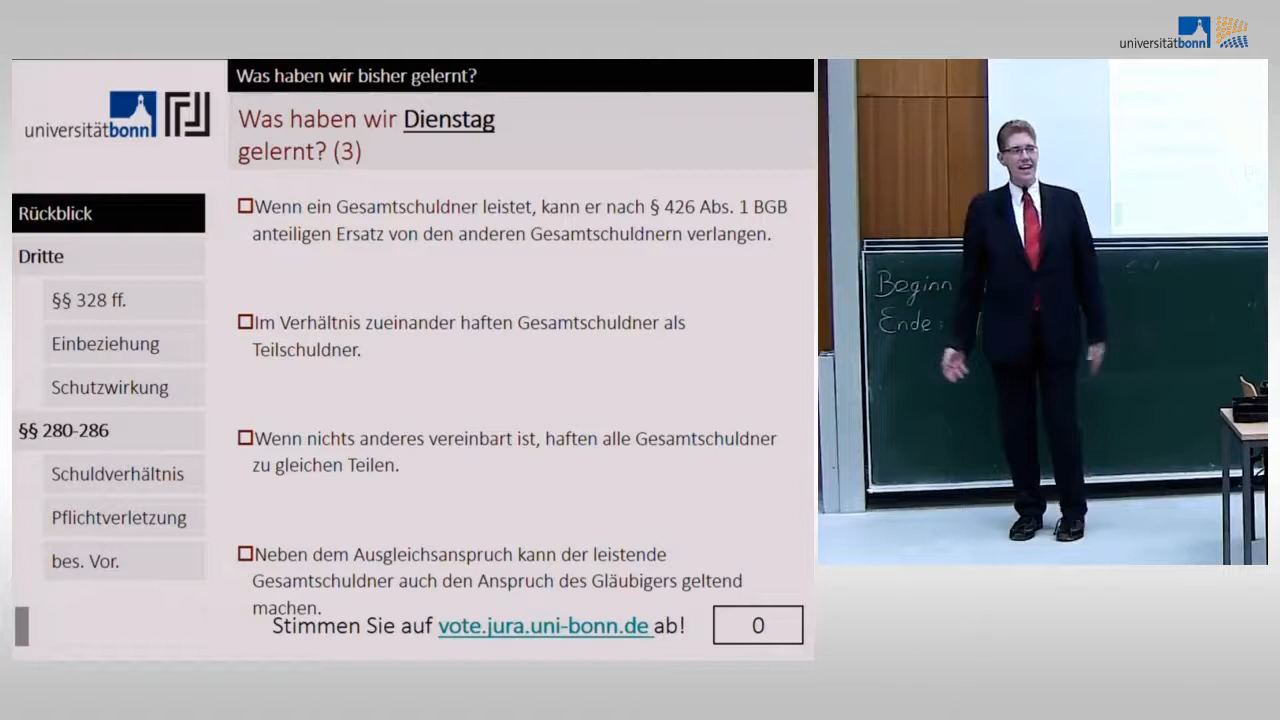 universitätbonn
Was haben wir bisher gelernt?
universitätbonn
Was haben wir Dienstag
gelernt? (3)
Rückblick
Dritte
§§ 328 ff.
Einbeziehung
Schutzwirkung
§§ 280-286
Schuldverhältnis
Pflichtverletzung
bes. Vor.
Wenn ein Gesamtschuldner leistet, kann er nach § 426 Abs. 1 BGB
anteiligen Ersatz von den anderen Gesamtschuldnern verlangen.
Im Verhältnis zueinander haften Gesamtschuldner als
Teilschuldner.
Wenn nichts anderes vereinbart ist, haften alle Gesamtschuldner
zu gleichen Teilen.
Neben dem Ausgleichsanspruch kann der leistende
Gesamtschuldner auch den Anspruch des Gläubigers geltend
machen.
Stimmen Sie auf vote.jura.uni-bonn.de ab!
0
Beginn
Ende: